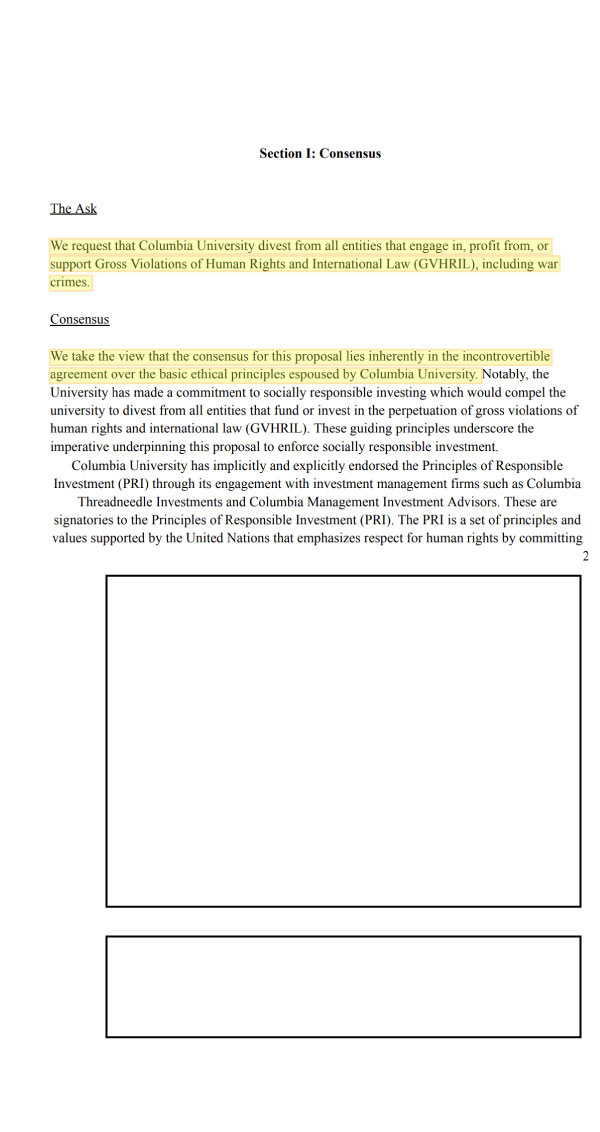 Section I: Consensus
The Ask
We request that Columbia University divest from all entities that engage in, profit from, or
support Gross Violations of Human Rights and International Law (GVHRIL), including war
crimes.
Consensus
We take the view that the consensus for this proposal lies inherently in the incontrovertible
agreement over the basic ethical principles espoused by Columbia University. Notably, the
University has made a commitment to socially responsible investing which would compel the
university to divest from all entities that fund or invest in the perpetuation of gross violations of
human rights and international law (GVHRIL). These guiding principles underscore the
imperative underpinning this proposal to enforce socially responsible investment.
Columbia University has implicitly and explicitly endorsed the Principles of Responsible
Investment (PRI) through its engagement with investment management firms such as Columbia
Threadneedle Investments and Columbia Management Investment Advisors. These are
signatories to the Principles of Responsible Investment (PRI). The PRI is a set of principles and
values supported by the United Nations that emphasizes respect for human rights by committing
2